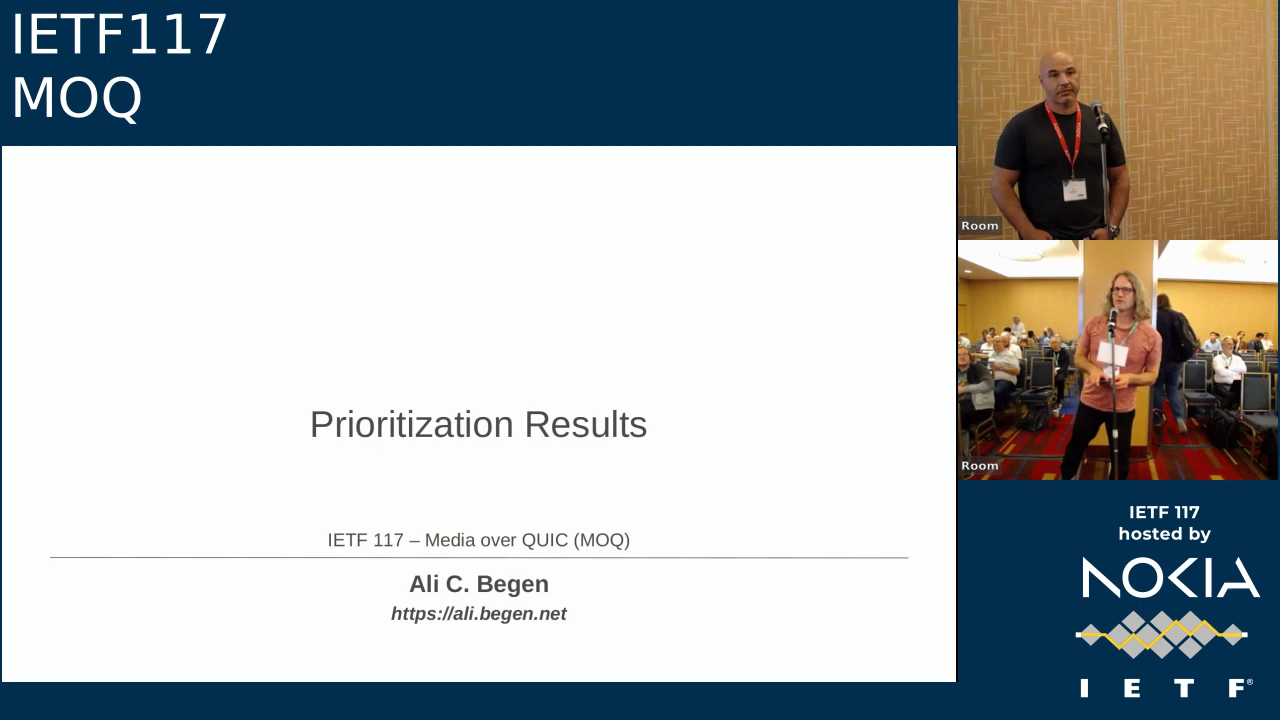 IETF117
MOQ
Prioritization Results
IETF 117 – Media over QUIC (MOQ)
Ali C. Begen
https://ali.begen.net
Room
Room
IETF 117
hosted by
NOKIA
I E T F®